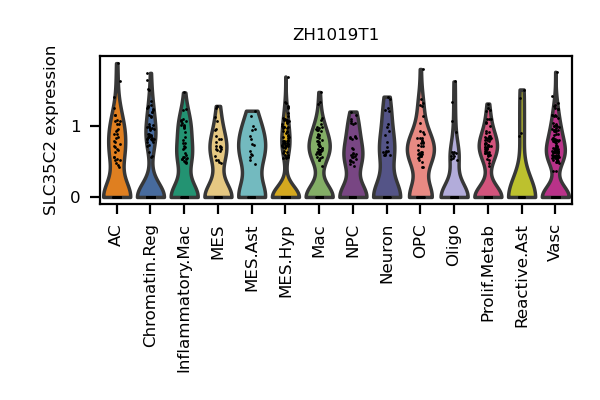 ZH1019T1
SLC35C2 expression
1
0
AC
Chromatin.Reg
Inflammatory.Mac
MES
MES.Ast
MES.Hyp
Mac
NPC
Neuron
OPC
Oligo
Prolif.Metab
Reactive.Ast
Vasc